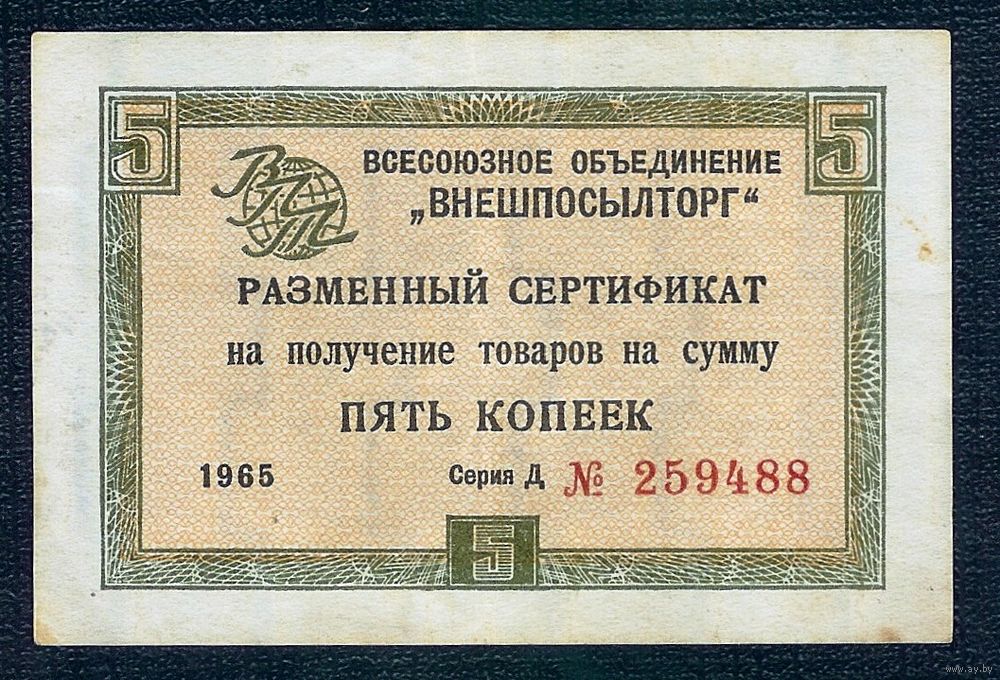 5 5
ВПТ
ВСЕСОЮЗНОЕ ОБЪЕДИНЕНИЕ
„ВНЕШПОСЫЛТОРГ“
РАЗМЕННЫЙ СЕРТИФИКАТ
на получение товаров на сумму
ПЯТЬ КОПЕЕК
1965 Серия Д № 259488
5
www.ay.by